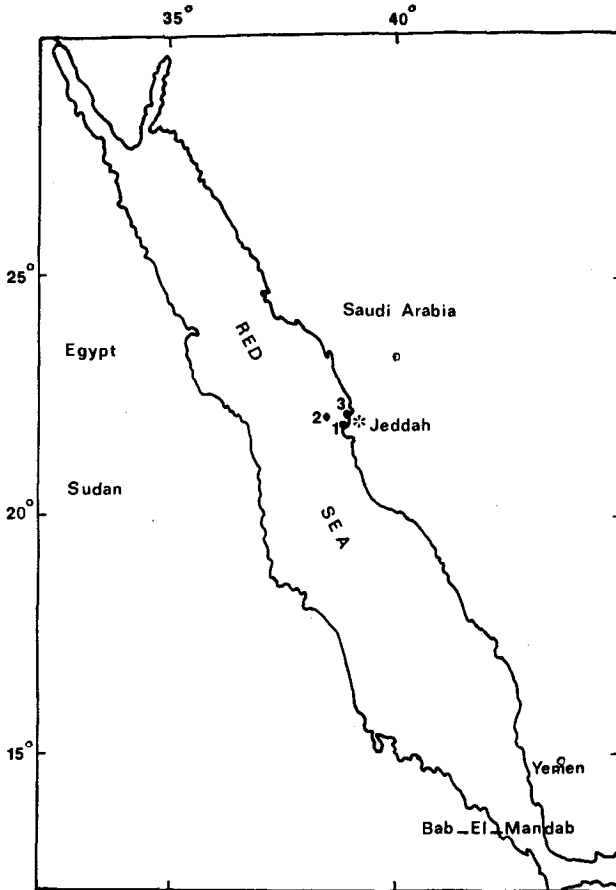 35° 40°
25°
Saudi Arabia
RED
Egypt
3
2
1 * Jeddah
Sudan
20°
SEA
15°
Yemen
Bab_El_Mandab